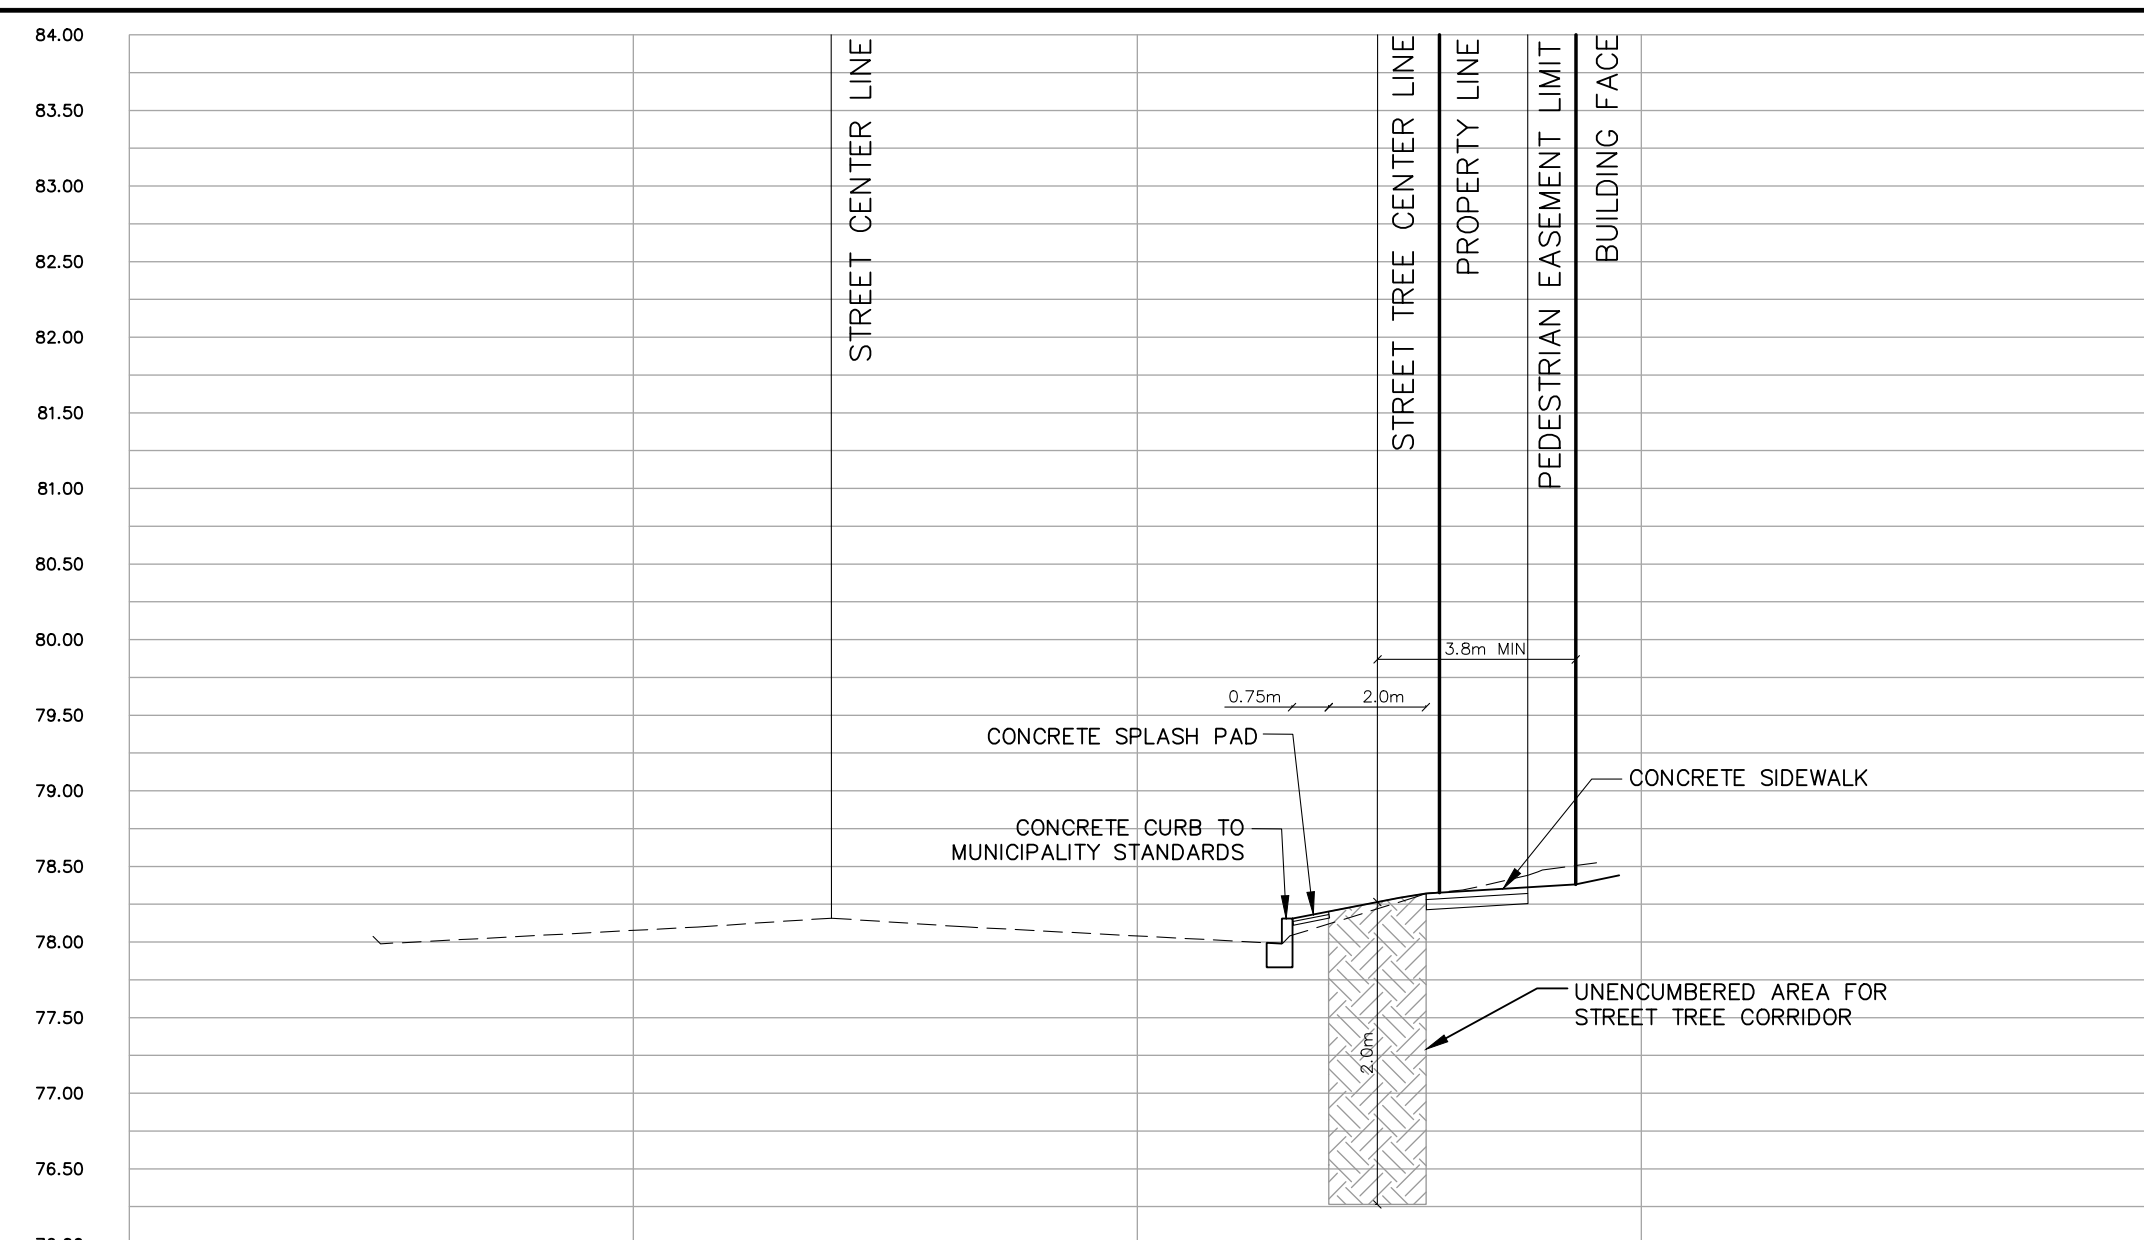 84.00
83.50
83.00
82.50
82.00
81.50
81.00
80.50
80.00
79.50
79.00
78.50
78.00
77.50
77.00
76.50
STREET CENTER LINE
STREET TREE CENTER LINE
PROPERTY LINE
PEDESTRIAN EASEMENT LIMIT
BUILDING FACE
3.8m MIN
0.75m
2.0m
CONCRETE SPLASH PAD
CONCRETE SIDEWALK
CONCRETE CURB TO
MUNICIPALITY STANDARDS
UNENCUMBERED AREA FOR
STREET TREE CORRIDOR
2.0m